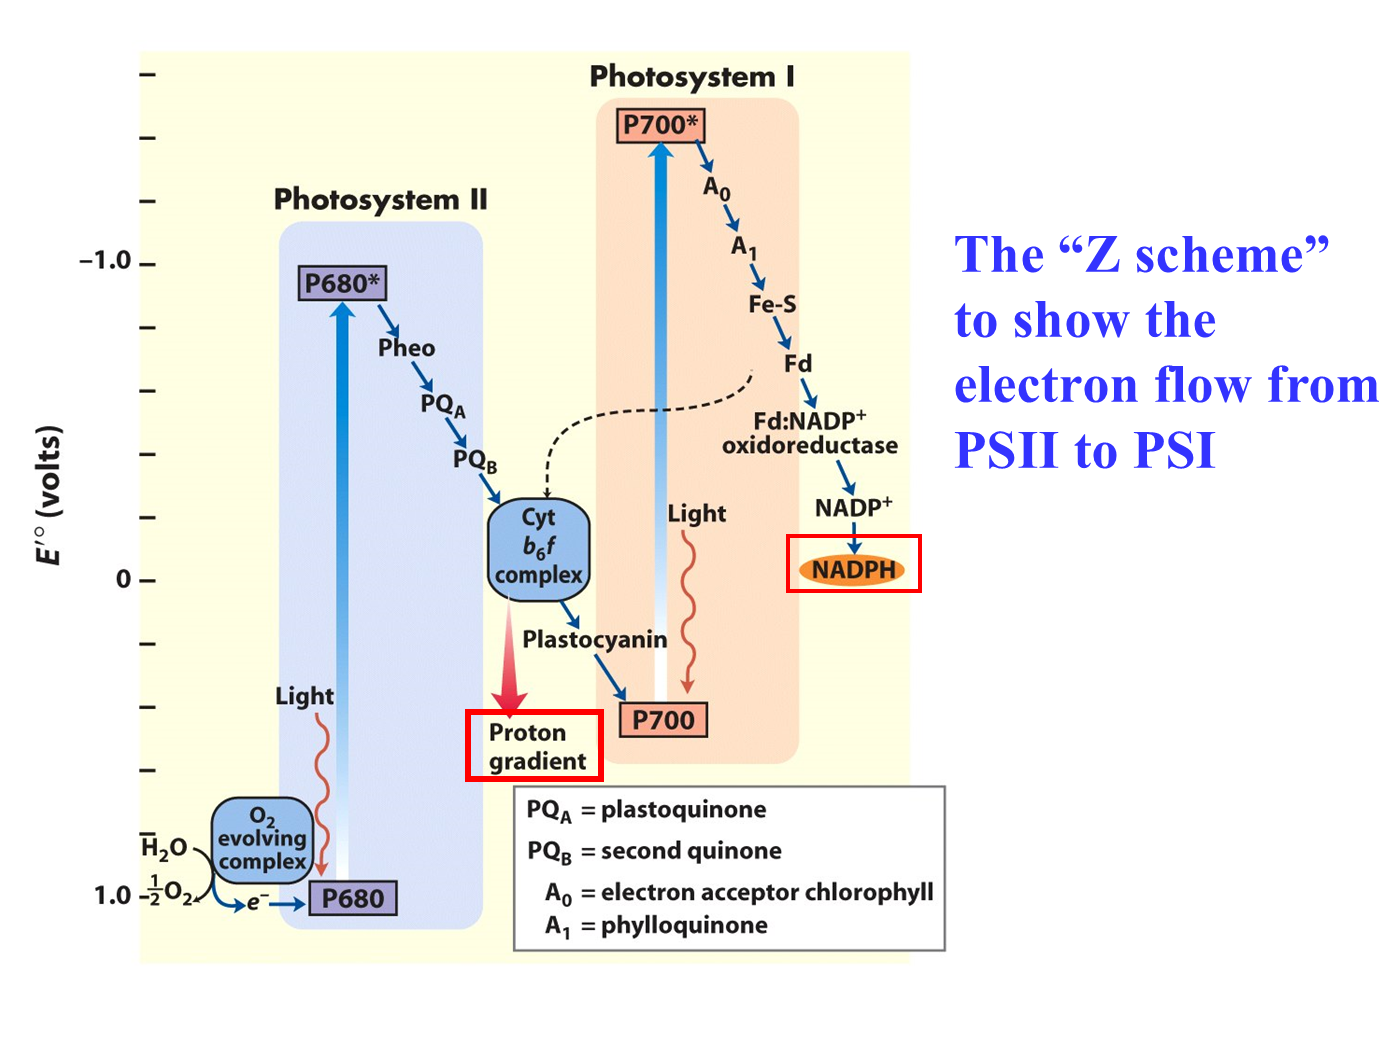 Photosystem I
P700*
A0
A1
Fe-S
Fd
Fd:NADP+
oxidoreductase
NADP+
NADPH
Photosystem II
P680*
Pheo
PQA
PQB
Cyt
b6f
complex
Plastocyanin
Light
P700
Proton
gradient
Light
O2
evolving
complex
H2O
½O2
e−
P680
–1.0
0
1.0
E′° (volts)
PQA = plastoquinone
PQB = second quinone
A0 = electron acceptor chlorophyll
A1 = phylloquinone
The “Z scheme”
to show the
electron flow from
PSII to PSI